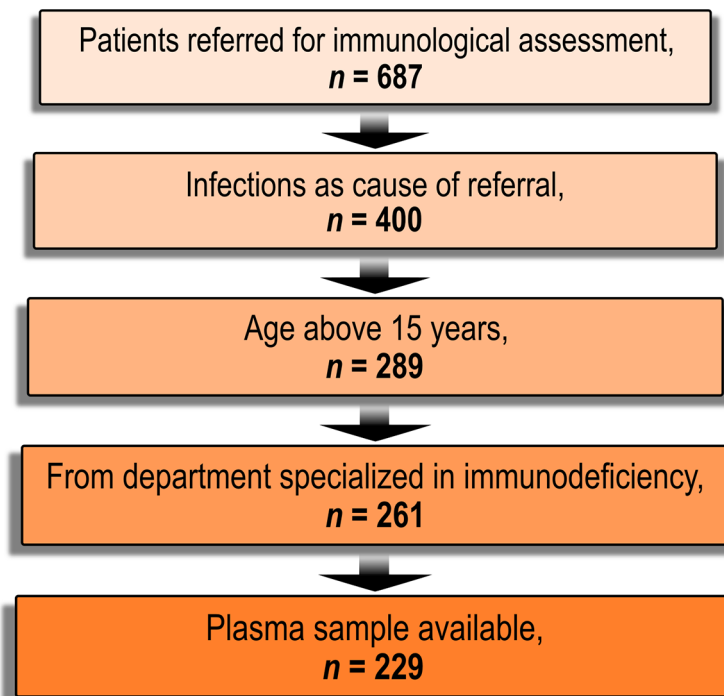 Patients referred for immunological assessment,
n = 687
Infections as cause of referral,
n = 400
Age above 15 years,
n = 289
From department specialized in immunodeficiency,
n = 261
Plasma sample available,
n = 229